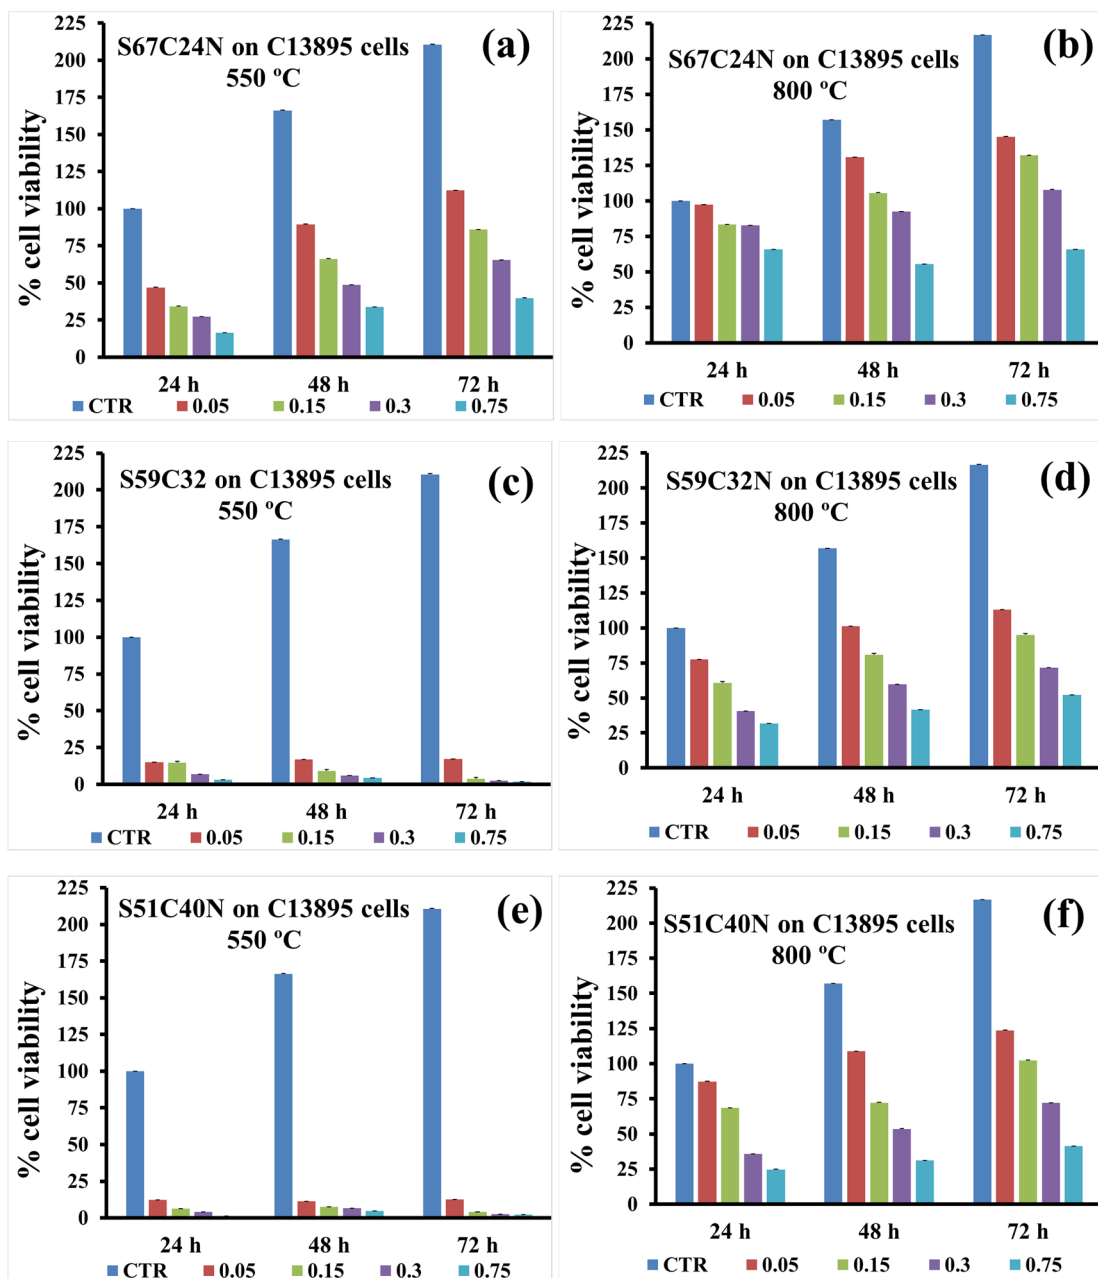 S67C24N on C13895 cells
550 ºC
(a)
% cell viability
225
200
175
150
125
100
75
50
25
0
24 h 48 h 72 h
CTR 0.05 0.15 0.3 0.75
S67C24N on C13895 cells
800 ºC
(b)
% cell viability
225
200
175
150
125
100
75
50
25
0
24 h 48 h 72 h
CTR 0.05 0.15 0.3 0.75
S59C32 on C13895 cells
550 ºC
(c)
% cell viability
225
200
175
150
125
100
75
50
25
0
24 h 48 h 72 h
CTR 0.05 0.15 0.3 0.75
S59C32N on C13895 cells
800 ºC
(d)
% cell viability
225
200
175
150
125
100
75
50
25
0
24 h 48 h 72 h
CTR 0.05 0.15 0.3 0.75
S51C40N on C13895 cells
550 ºC
(e)
% cell viability
225
200
175
150
125
100
75
50
25
0
24 h 48 h 72 h
CTR 0.05 0.15 0.3 0.75
S51C40N on C13895 cells
800 ºC
(f)
% cell viability
225
200
175
150
125
100
75
50
25
0
24 h 48 h 72 h
CTR 0.05 0.15 0.3 0.75